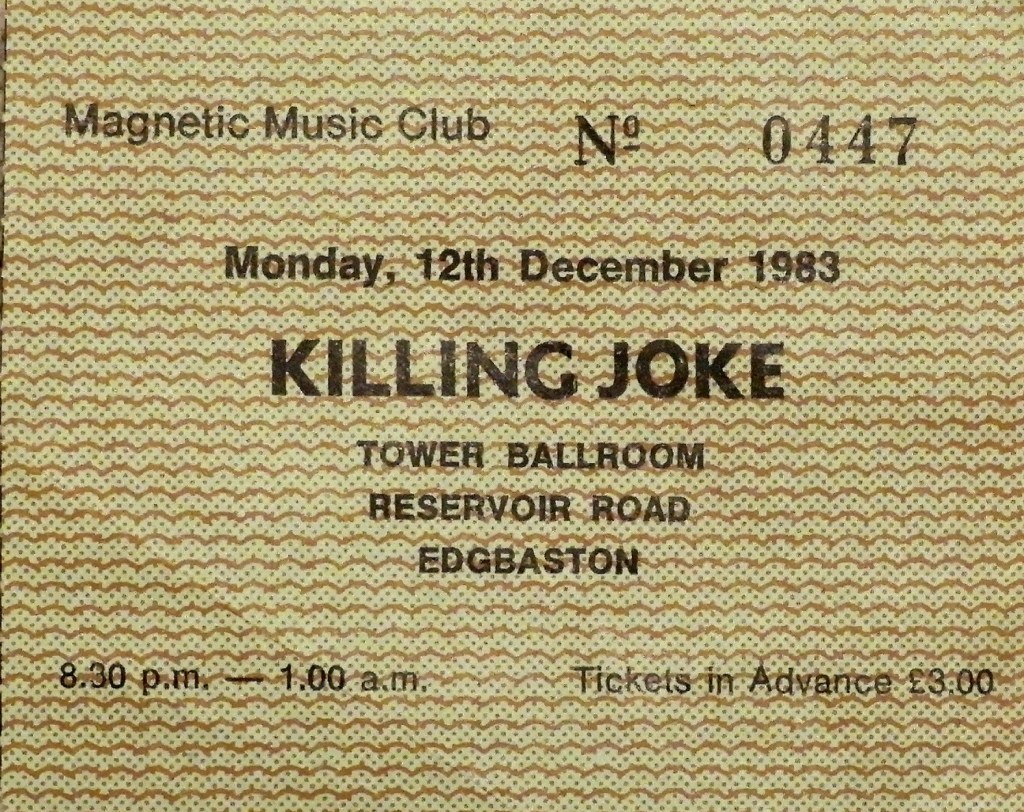 Magnetic Music Club Nº 0447
Monday, 12th December 1983
KILLING JOKE
TOWER BALLROOM
RESERVOIR ROAD
EDGBASTON
8.30 p.m. — 1.00 a.m. Tickets in Advance £3.00